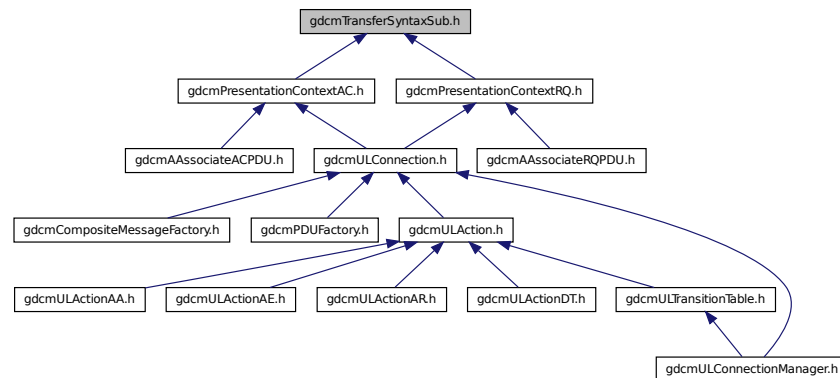 gdcmTransferSyntaxSub.h
gdcmPresentationContextAC.h
gdcmPresentationContextRQ.h
gdcmAAssociateACPDU.h
gdcmULConnection.h
gdcmAAssociateRQPDU.h
gdcmCompositeMessageFactory.h
gdcmPDUFactory.h
gdcmULAction.h
gdcmULActionAA.h
gdcmULActionAE.h
gdcmULActionAR.h
gdcmULActionDT.h
gdcmULTransitionTable.h
gdcmULConnectionManager.h